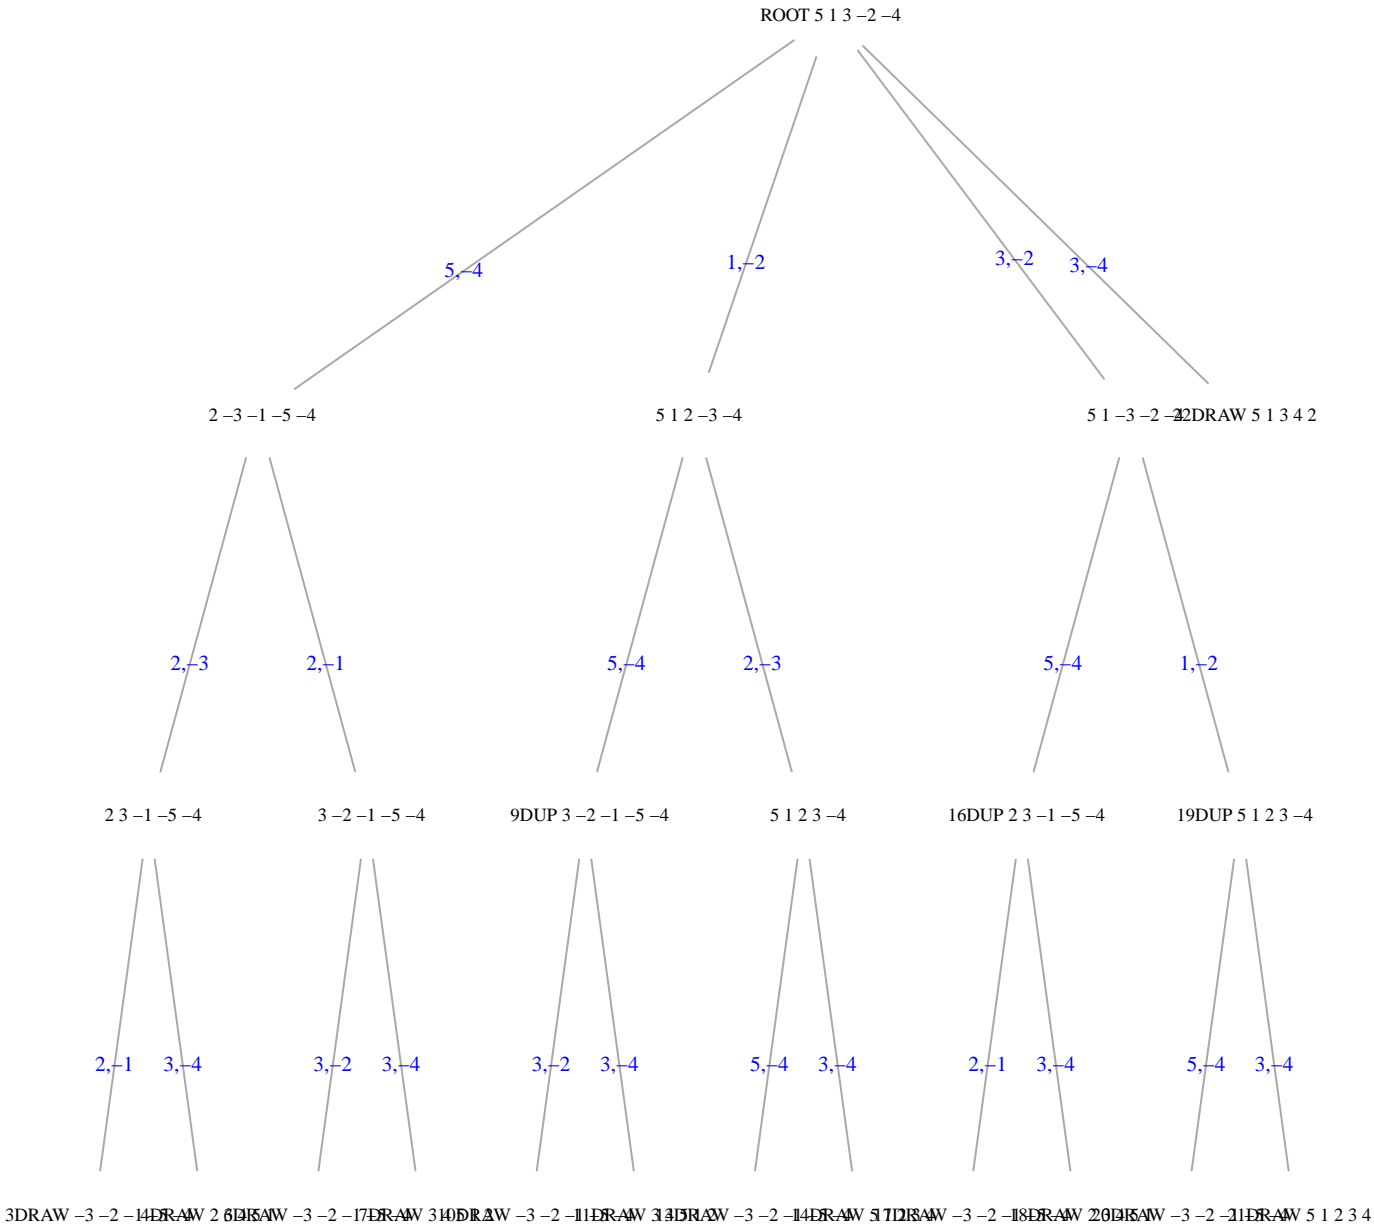 ROOT 5 1 3 –2 –4
5,–4
1,–2
3,–2
3,–4
2 –3 –1 –5 –4
5 1 2 –3 –4
5 1 –3 –2 –4
22DRAW 5 1 3 4 2
2,–3
2,–1
5,–4
2,–3
5,–4
1,–2
2 3 –1 –5 –4
3 –2 –1 –5 –4
9DUP 3 –2 –1 –5 –4
5 1 2 3 –4
16DUP 2 3 –1 –5 –4
19DUP 5 1 2 3 –4
2,–1
3,–4
3,–2
3,–4
3,–2
3,–4
5,–4
3,–4
2,–1
3,–4
5,–4
3,–4
3DRAW –3 –2 –1
DRAW 5 1 2 3 4